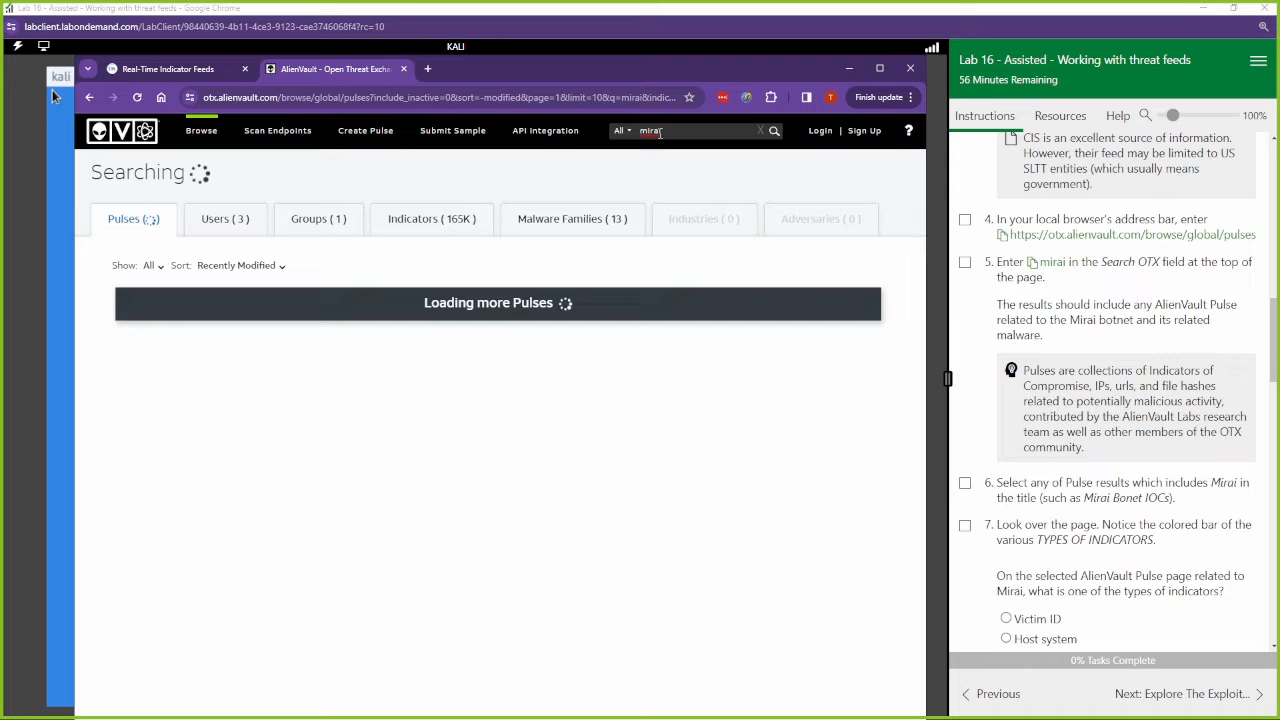 Lab 16 - Assisted - Working with threat feeds - Google Chrome
labclient.labondemand.com/LabClient/98440639-4b11-4ce3-9123-cae3746068f4?rc=10
KALI
kali
Real-Time Indicator Feeds
AlienVault - Open Threat Excha
Finish update
otx.alienvault.com/browse/global/pulses?include_inactive=0&sort=-modified&page=1&limit=10&q=mirai&indic...
Browse
Scan Endpoints
Create Pulse
Submit Sample
API Integration
All
mirai
X
Login | Sign Up
?
Searching
Pulses ( )
Users ( 3 )
Groups ( 1 )
Indicators ( 165K )
Malware Families ( 13 )
Industries ( 0 )
Adversaries ( 0 )
Show: All Sort: Recently Modified
Loading more Pulses
Lab 16 - Assisted - Working with threat feeds
56 Minutes Remaining
Instructions Resources Help 100%
CIS is an excellent source of information.
However, their feed may be limited to US
SLTT entities (which usually means
government).
4. In your local browser's address bar, enter
https://otx.alienvault.com/browse/global/pulses
5. Enter mirai in the Search OTX field at the top of
the page.
The results should include any AlienVault Pulse
related to the Mirai botnet and its related
malware.
Pulses are collections of Indicators of
Compromise, IPs, urls, and file hashes
related to potentially malicious activity,
contributed by the AlienVault Labs research
team as well as other members of the OTX
community.
6. Select any of Pulse results which includes Mirai in
the title (such as Mirai Bonet IOCs).
7. Look over the page. Notice the colored bar of the
various TYPES OF INDICATORS.
On the selected AlienVault Pulse page related to
Mirai, what is one of the types of indicators?
Victim ID
Host system
0% Tasks Complete
Previous
Next: Explore The Exploit...